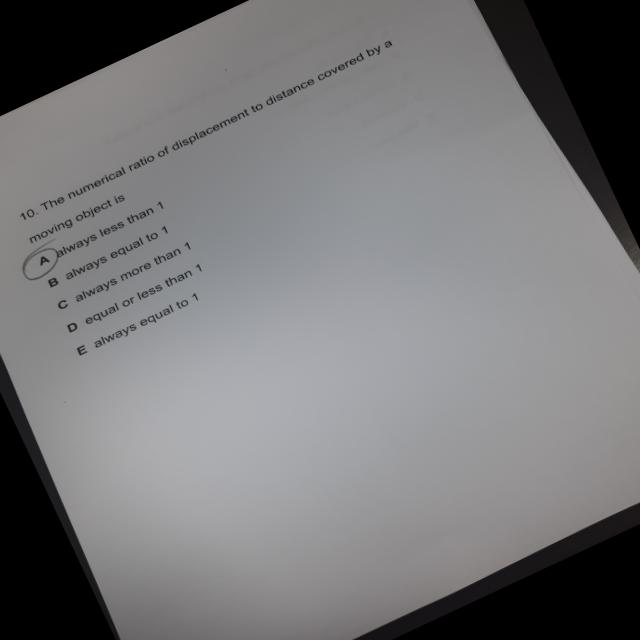 10. The numerical ratio of displacement to distance covered by a
moving object is
A always less than 1
B always equal to 1
C always more than 1
D equal or less than 1
E always equal to 1